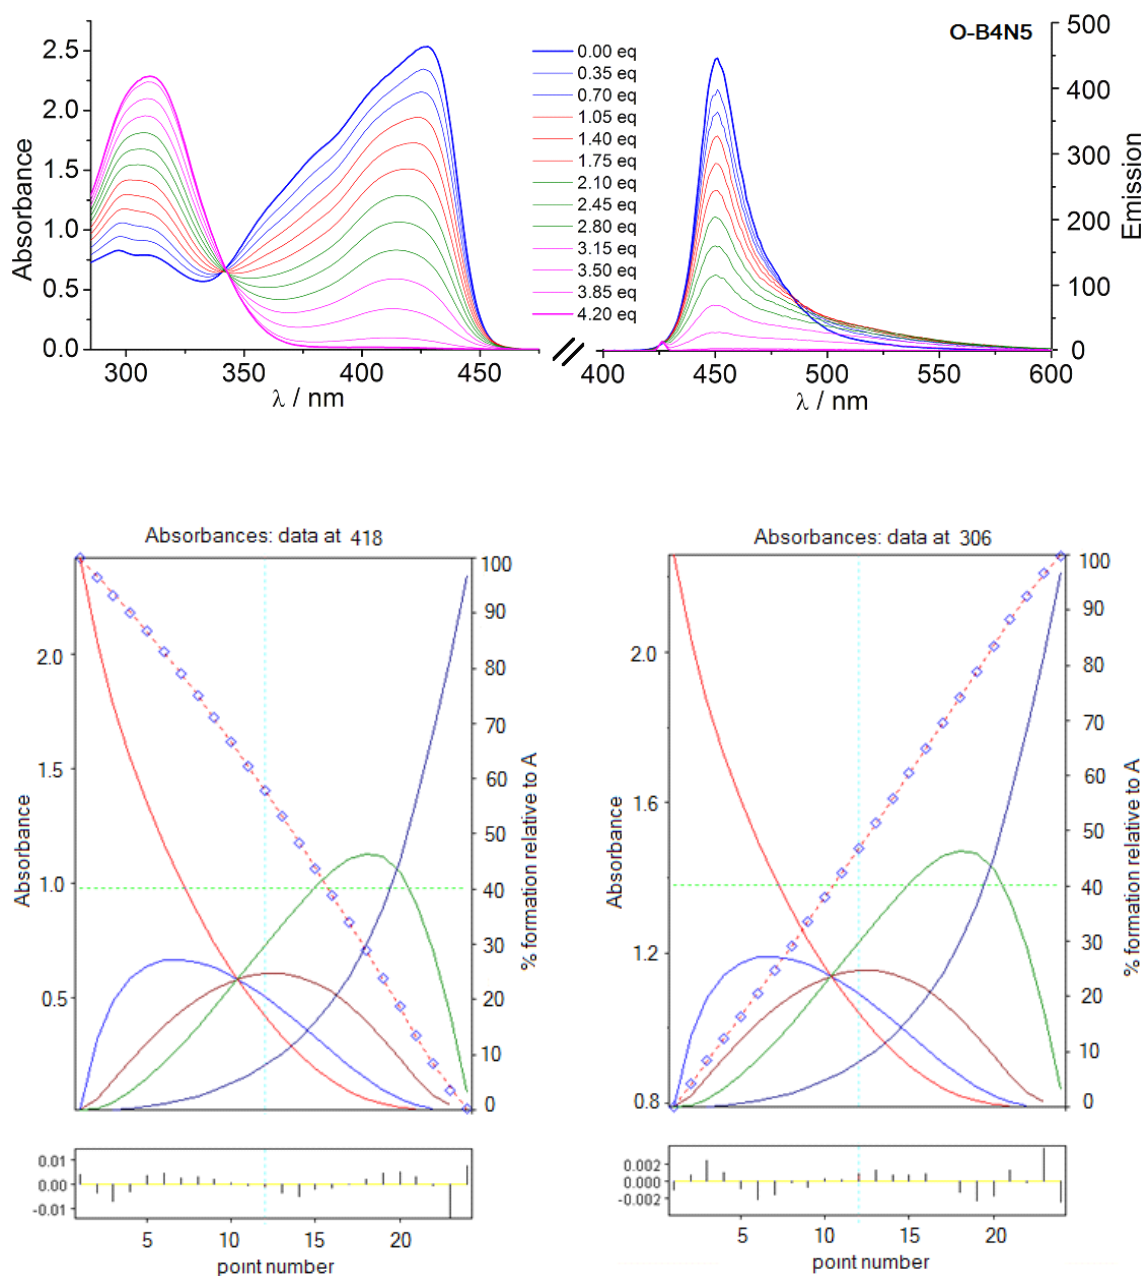 O-B4N5
Absorbance
2.5
2.0
1.5
1.0
0.5
0.0
300
350
400
450
λ / nm
0.00 eq
0.35 eq
0.70 eq
1.05 eq
1.40 eq
1.75 eq
2.10 eq
2.45 eq
2.80 eq
3.15 eq
3.50 eq
3.85 eq
4.20 eq
500
400
300
200
100
0
Emission
400
450
500
550
600
λ / nm
Absorbances: data at 418
Absorbance
2.0
1.5
1.0
0.5
100
90
80
70
60
50
40
30
20
10
0
% formation relative to A
0.01
0.00
-0.01
5
10
15
20
point number
Absorbances: data at 306
Absorbance
2.0
1.6
1.2
0.8
100
90
80
70
60
50
40
30
20
10
0
% formation relative to A
0.002
0.000
-0.002
5
10
15
20
point number